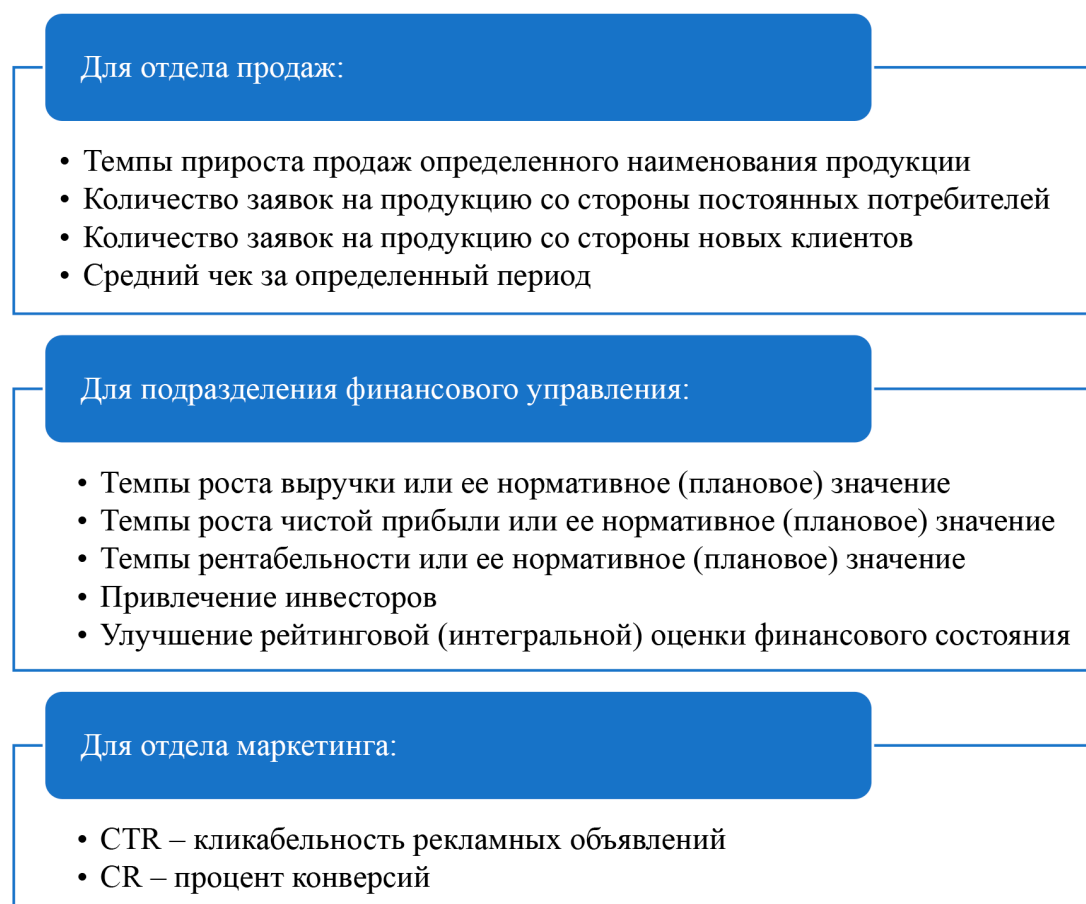 Для отдела продаж:
• Темпы прироста продаж определенного наименования продукции
• Количество заявок на продукцию со стороны постоянных потребителей
• Количество заявок на продукцию со стороны новых клиентов
• Средний чек за определенный период
Для подразделения финансового управления:
• Темпы роста выручки или ее нормативное (плановое) значение
• Темпы роста чистой прибыли или ее нормативное (плановое) значение
• Темпы рентабельности или ее нормативное (плановое) значение
• Привлечение инвесторов
• Улучшение рейтинговой (интегральной) оценки финансового состояния
Для отдела маркетинга:
• CTR – кликабельность рекламных объявлений
• CR – процент конверсий